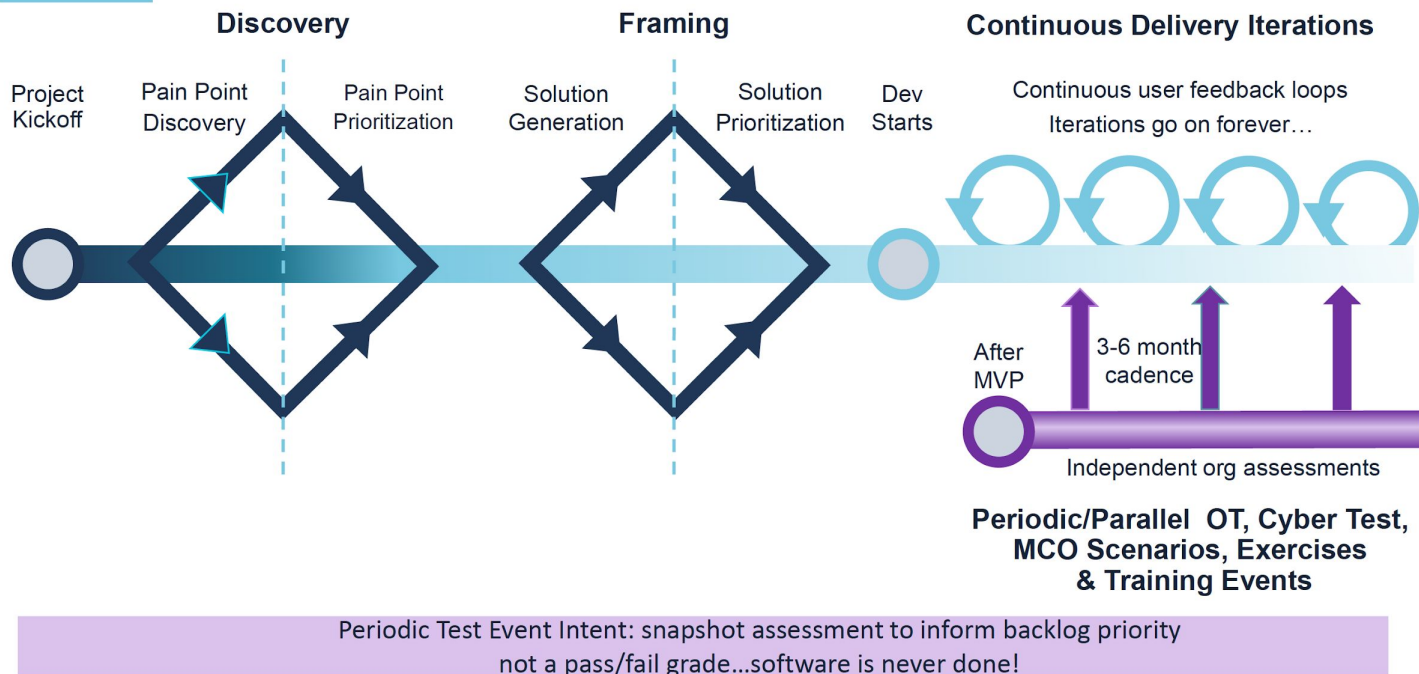 Discovery
Framing
Continuous Delivery Iterations
Project
Kickoff
Pain Point
Discovery
Pain Point
Prioritization
Solution
Generation
Solution
Prioritization
Dev
Starts
Continuous user feedback loops
Iterations go on forever…
After
MVP
3-6 month
cadence
Independent org assessments
Periodic/Parallel OT, Cyber Test,
MCO Scenarios, Exercises
& Training Events
Periodic Test Event Intent: snapshot assessment to inform backlog priority
not a pass/fail grade…software is never done!